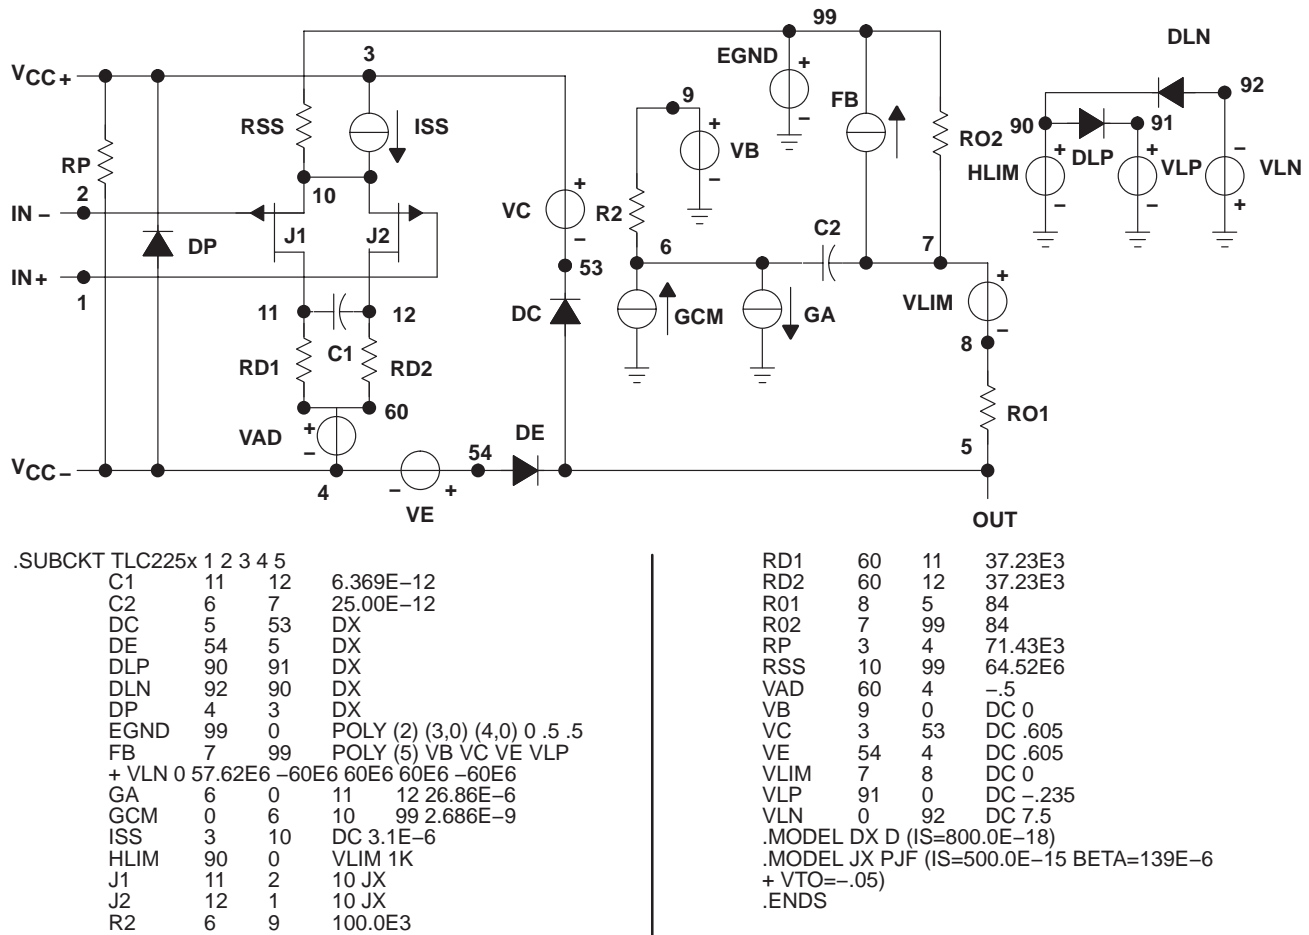 99
3
DLN
VCC+
EGND
+
92
9
FB
+
RSS
ISS
90
91
RO2
RP
VB
+
+
-
DLP
2
10
+
HLIM
VLP
VLN
IN −
VC
R2
−
−
+
J1
J2
C2
DP
6
7
IN+
53
+
1
VLIM
11
12
DC
GCM
GA
−
C1
8
RD1
RD2
60
RO1
VAD
+
DE
−
54
5
VCC−
4
−
+
VE
OUT
.SUBCKT TLC225x 1 2 3 4 5
C1 11 12 6.369E−12
C2 6 7 25.00E−12
DC 5 53 DX
DE 54 5 DX
DLP 90 91 DX
DLN 92 90 DX
DP 4 3 DX
EGND 99 0 POLY (2) (3,0) (4,0) 0 .5 .5
FB 7 99 POLY (5) VB VC VE VLP
+ VLN 0 57.62E6 −60E6 60E6 60E6 −60E6
GA 6 0 11 12 26.86E−6
GCM 0 6 10 99 2.686E−9
ISS 3 10 DC 3.1E−6
HLIM 90 0 VLIM 1K
J1 11 2 10 JX
J2 12 1 10 JX
R2 6 9 100.0E3
RD1 60 11 37.23E3
RD2 60 12 37.23E3
R01 8 5 84
R02 7 99 84
RP 3 4 71.43E3
RSS 10 99 64.52E6
VAD 60 4 −.5
VB 9 0 DC 0
VC 3 53 DC .605
VE 54 4 DC .605
VLIM 7 8 DC 0
VLP 91 0 DC −.235
VLN 0 92 DC 7.5
.MODEL DX D (IS=800.0E−18)
.MODEL JX PJF (IS=500.0E−15 BETA=139E−6
+ VTO=−.05)
.ENDS